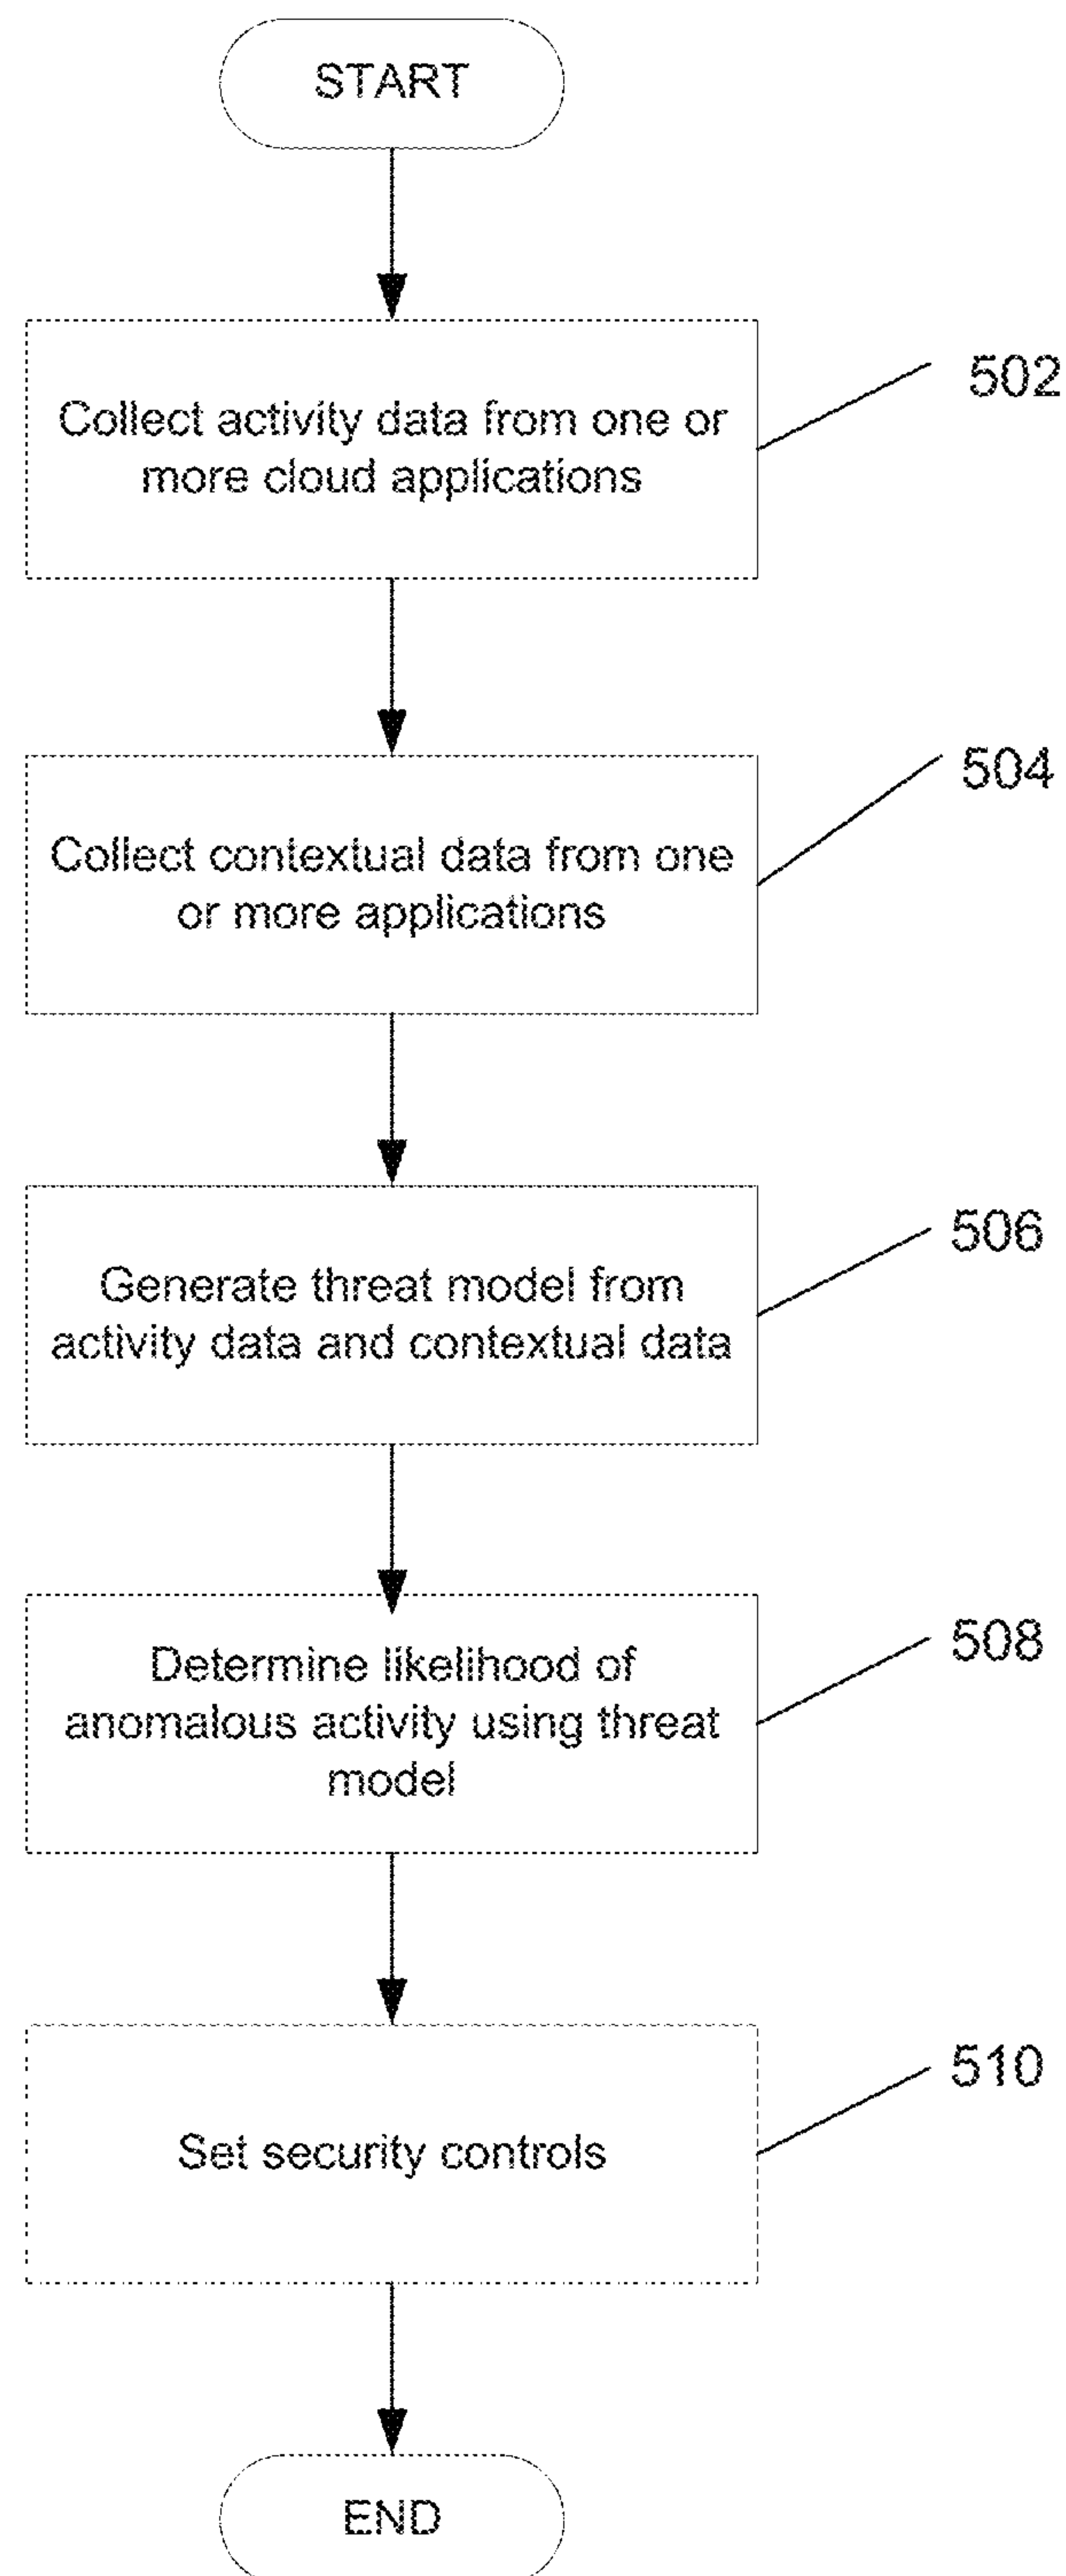 START
Collect activity data from one or
more cloud applications
502
Collect contextual data from one
or more applications
504
Generate threat model from
activity data and contextual data
506
Determine likelihood of
anomalous activity using threat
model
508
Set security controls
510
END